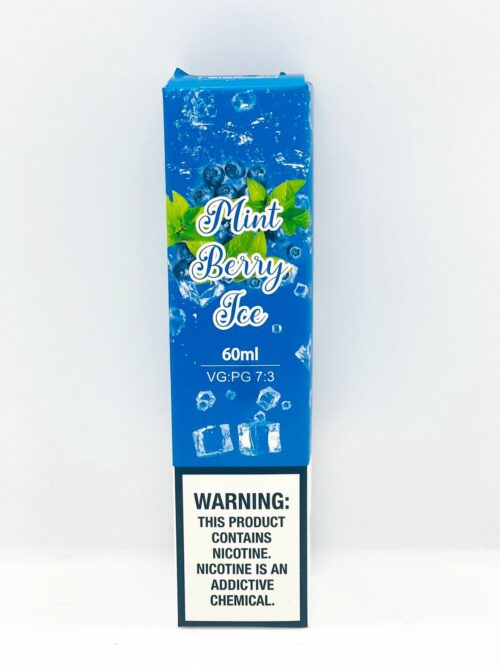 Mint
Berry
Ice
60ml
VG:PG 7:3
WARNING:
THIS PRODUCT
CONTAINS
NICOTINE.
NICOTINE IS AN
ADDICTIVE
CHEMICAL.